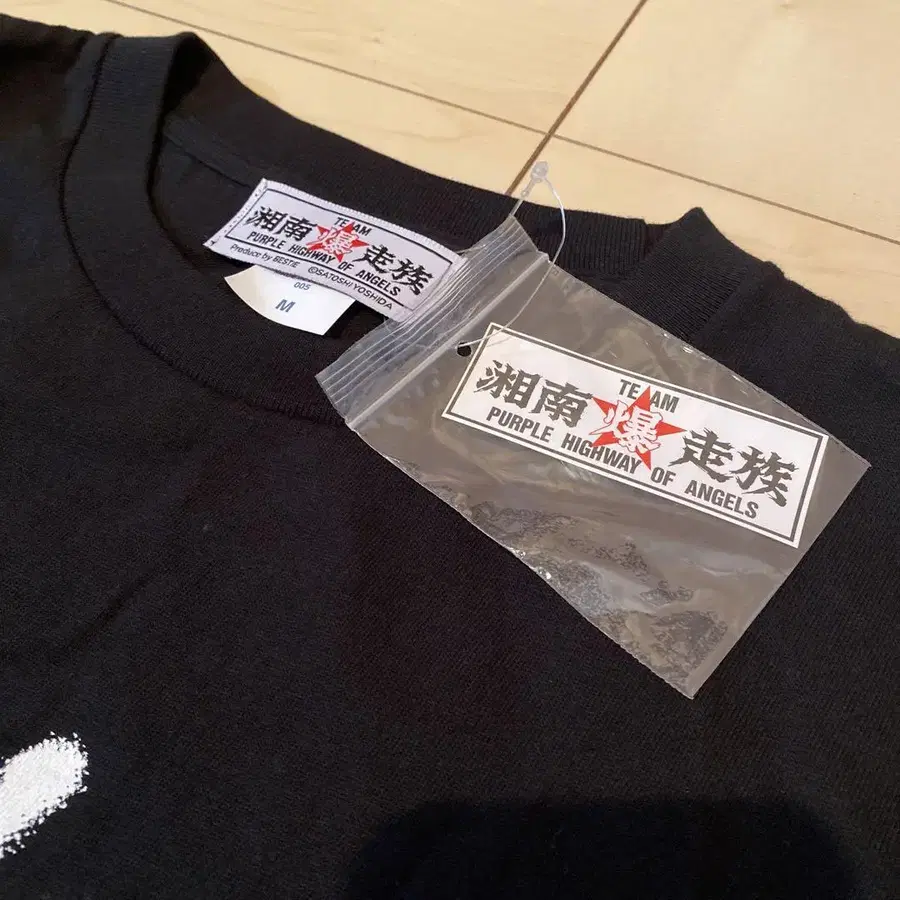 TEAM
湘南爆走族
PURPLE HIGHWAY OF ANGELS
Produce by BESTIE ©SATOSHI YOSHIDA
005
M
TEAM
湘南爆走族
PURPLE HIGHWAY OF ANGELS